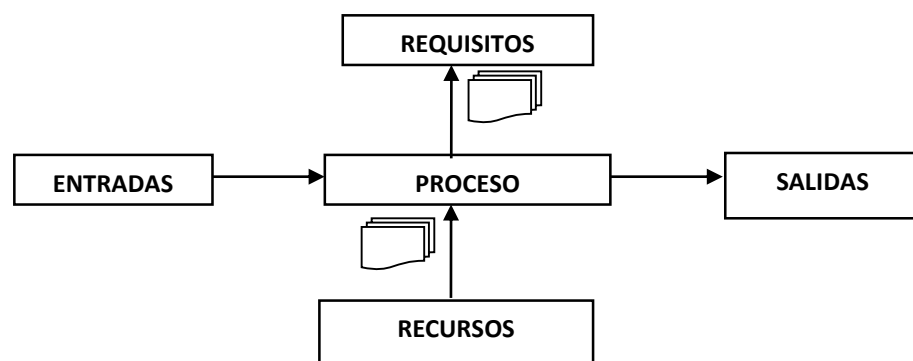 REQUISITOS
ENTRADAS
PROCESO
SALIDAS
RECURSOS